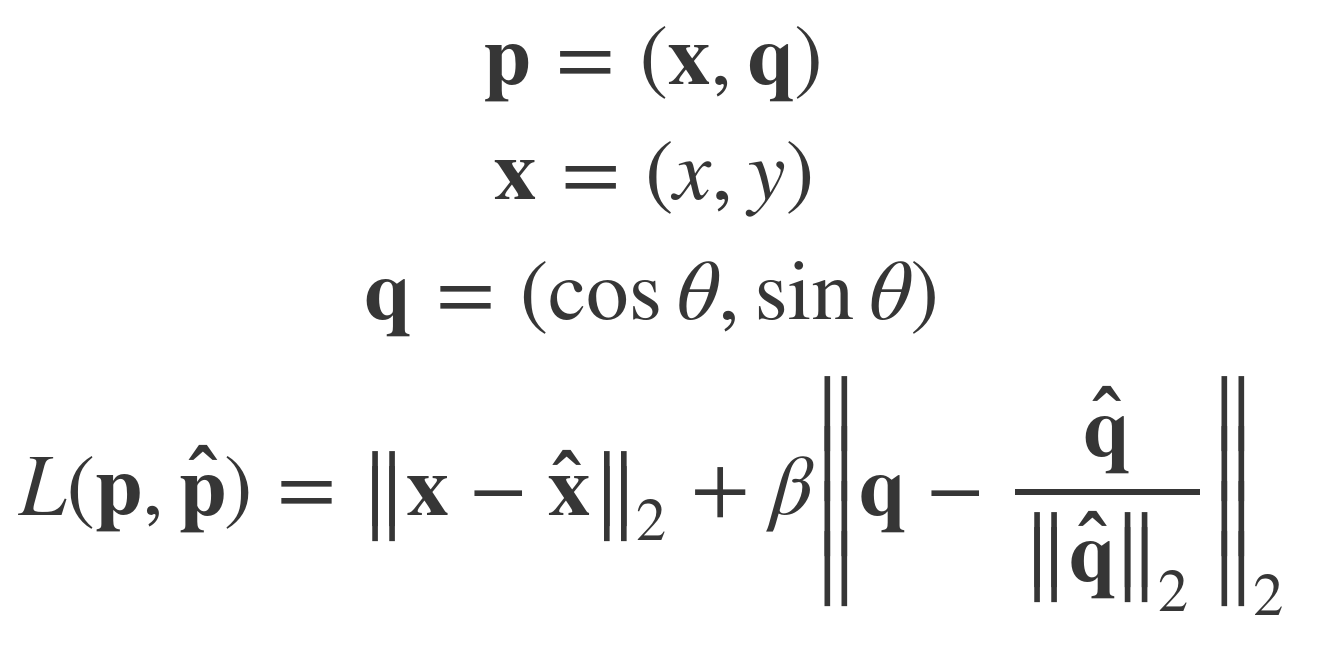 𝐩 = (𝐱, 𝐪)
𝐱 = (x, y)
𝐪 = (cos θ, sin θ)
L(𝐩, 𝐩̂) = ‖𝐱 − 𝐱̂‖₂ + β‖𝐪 − 𝐪̂ / ‖𝐪̂‖₂‖₂